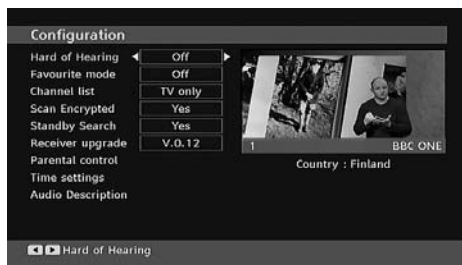 Configuration
Hard of Hearing Off
Favourite mode Off
Channel list TV only
Scan Encrypted Yes
Standby Search Yes
Receiver upgrade V.0.12
Parental control
Time settings
Audio Description
1 BBC ONE
Country : Finland
Hard of Hearing